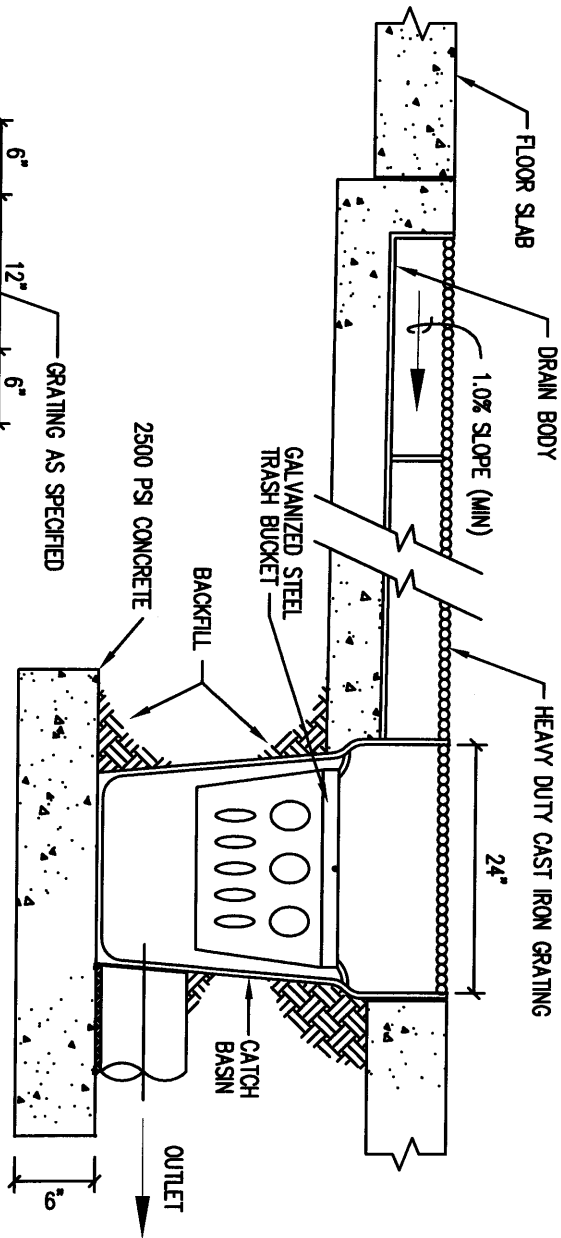 FLOOR SLAB
DRAIN BODY
1.0% SLOPE (MIN)
HEAVY DUTY CAST IRON GRATING
24"
GALVANIZED STEEL
TRASH BUCKET
BACKFILL
2500 PSI CONCRETE
CATCH
BASIN
OUTLET
6"
GRATING AS SPECIFIED
6"
12"
6"